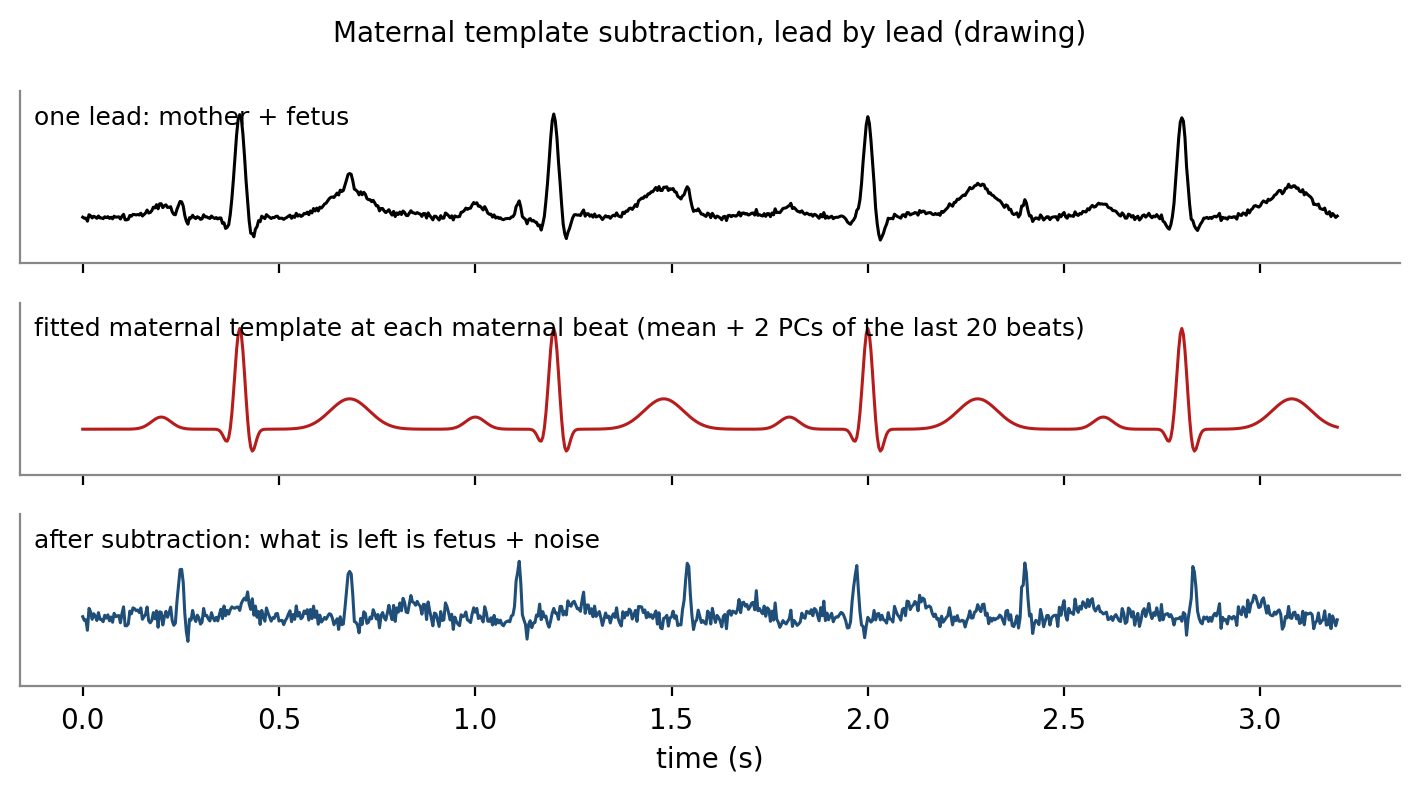 Maternal template subtraction, lead by lead (drawing)
one lead: mother + fetus
fitted maternal template at each maternal beat (mean + 2 PCs of the last 20 beats)
after subtraction: what is left is fetus + noise
0.0 0.5 1.0 1.5 2.0 2.5 3.0
time (s)